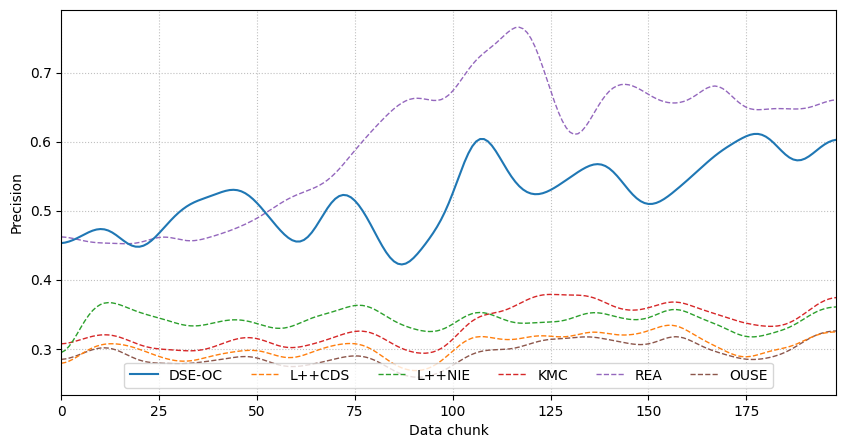 Precision
0.7
0.6
0.5
0.4
0.3
0 25 50 75 100 125 150 175
Data chunk
DSE-OC L++CDS L++NIE KMC REA OUSE